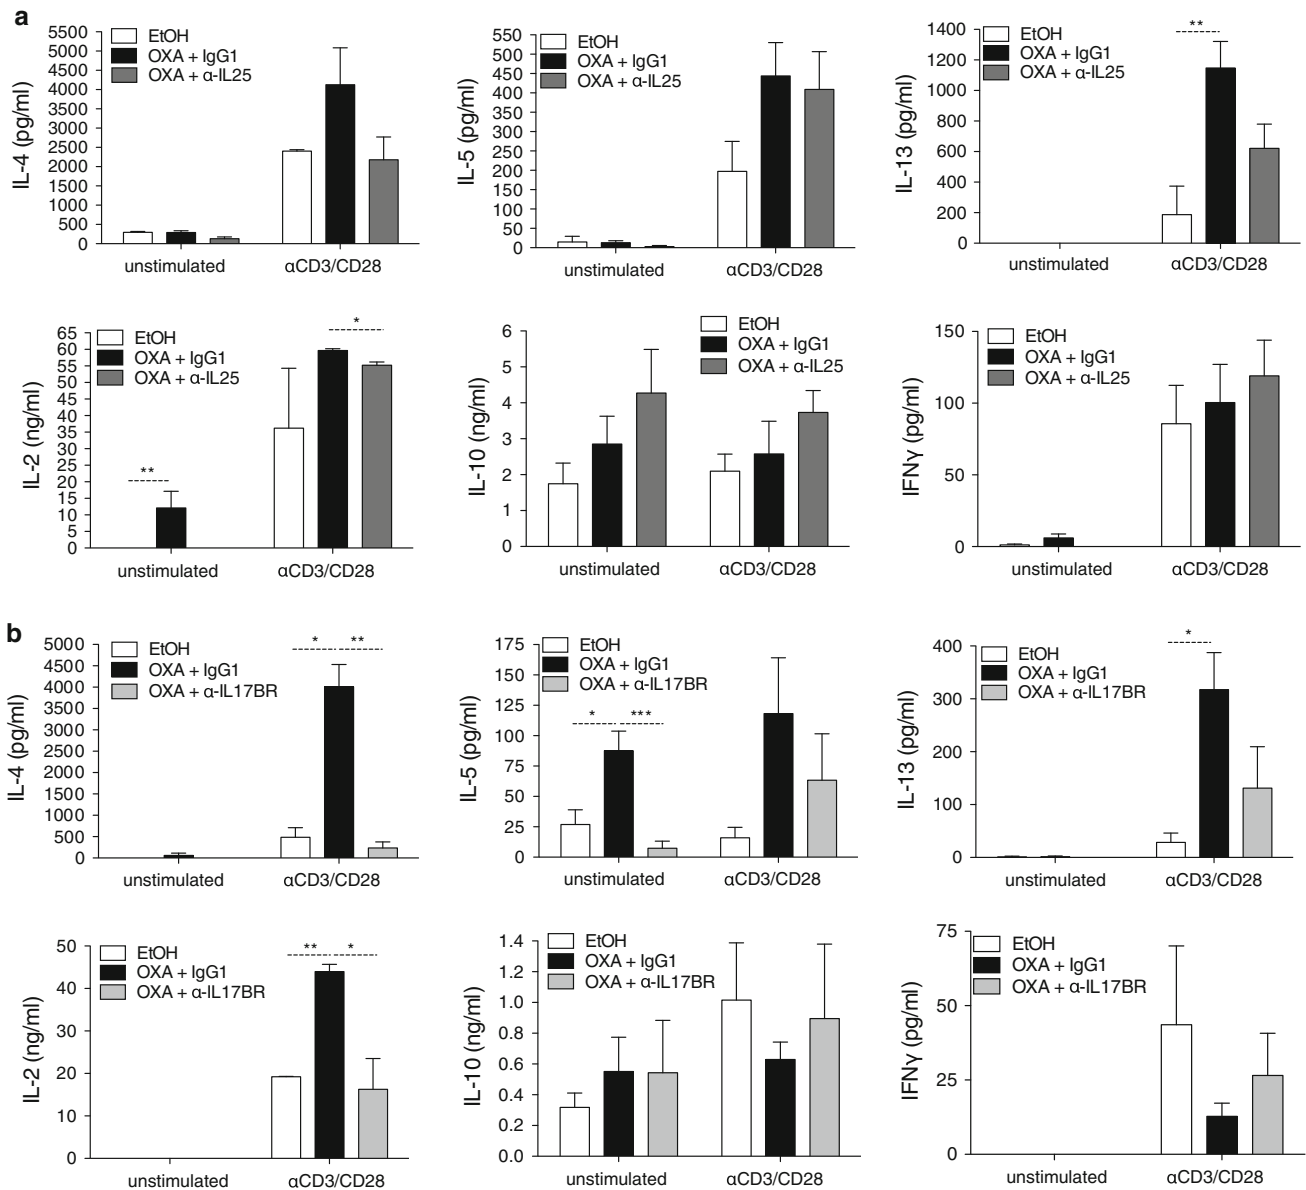 a
IL-4 (pg/ml)
5500
5000
4500
4000
3500
3000
2500
2000
1500
1000
500
0
EtOH
OXA + IgG1
OXA + α-IL25
unstimulated
αCD3/CD28
IL-5 (pg/ml)
550
500
450
400
350
300
250
200
150
100
50
0
EtOH
OXA + IgG1
OXA + α-IL25
unstimulated
αCD3/CD28
IL-13 (pg/ml)
1400
1200
1000
800
600
400
200
0
EtOH
OXA + IgG1
OXA + α-IL25
**
unstimulated
αCD3/CD28
IL-2 (ng/ml)
65
60
55
50
45
40
35
30
25
20
15
10
5
0
EtOH
OXA + IgG1
OXA + α-IL25
**
*
unstimulated
αCD3/CD28
IL-10 (ng/ml)
6
5
4
3
2
1
0
EtOH
OXA + IgG1
OXA + α-IL25
unstimulated
αCD3/CD28
IFNγ (pg/ml)
150
100
50
0
EtOH
OXA + IgG1
OXA + α-IL25
unstimulated
αCD3/CD28
b
IL-4 (pg/ml)
5000
4500
4000
3500
3000
2500
2000
1500
1000
500
0
EtOH
OXA + IgG1
OXA + α-IL17BR
* **
unstimulated
αCD3/CD28
IL-5 (pg/ml)
175
150
125
100
75
50
25
0
EtOH
OXA + IgG1
OXA + α-IL17BR
* ***
unstimulated
αCD3/CD28
IL-13 (pg/ml)
400
300
200
100
0
EtOH
OXA + IgG1
OXA + α-IL17BR
*
unstimulated
αCD3/CD28
IL-2 (ng/ml)
50
40
30
20
10
0
EtOH
OXA + IgG1
OXA + α-IL17BR
** *
unstimulated
αCD3/CD28
IL-10 (ng/ml)
1.4
1.2
1.0
0.8
0.6
0.4
0.2
0.0
EtOH
OXA + IgG1
OXA + α-IL17BR
unstimulated
αCD3/CD28
IFNγ (pg/ml)
75
50
25
0
EtOH
OXA + IgG1
OXA + α-IL17BR
unstimulated
αCD3/CD28